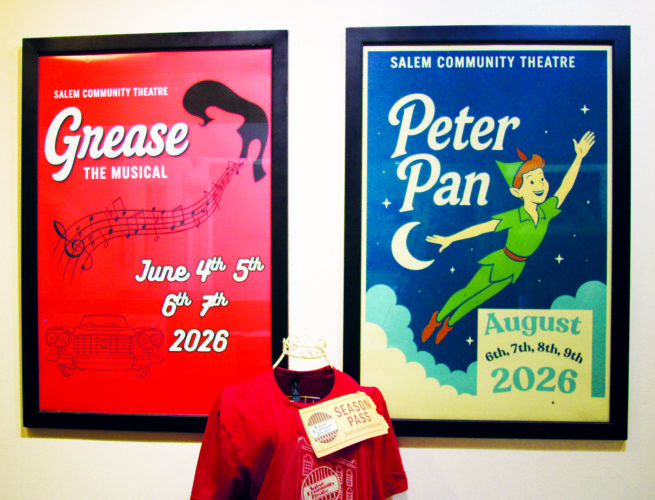 SALEM COMMUNITY THEATRE
Grease
THE MUSICAL
June 4th 5th
6th 7th
2026
SALEM COMMUNITY THEATRE
Peter
Pan
August
6th, 7th, 8th, 9th
2026
SEASON
PASS